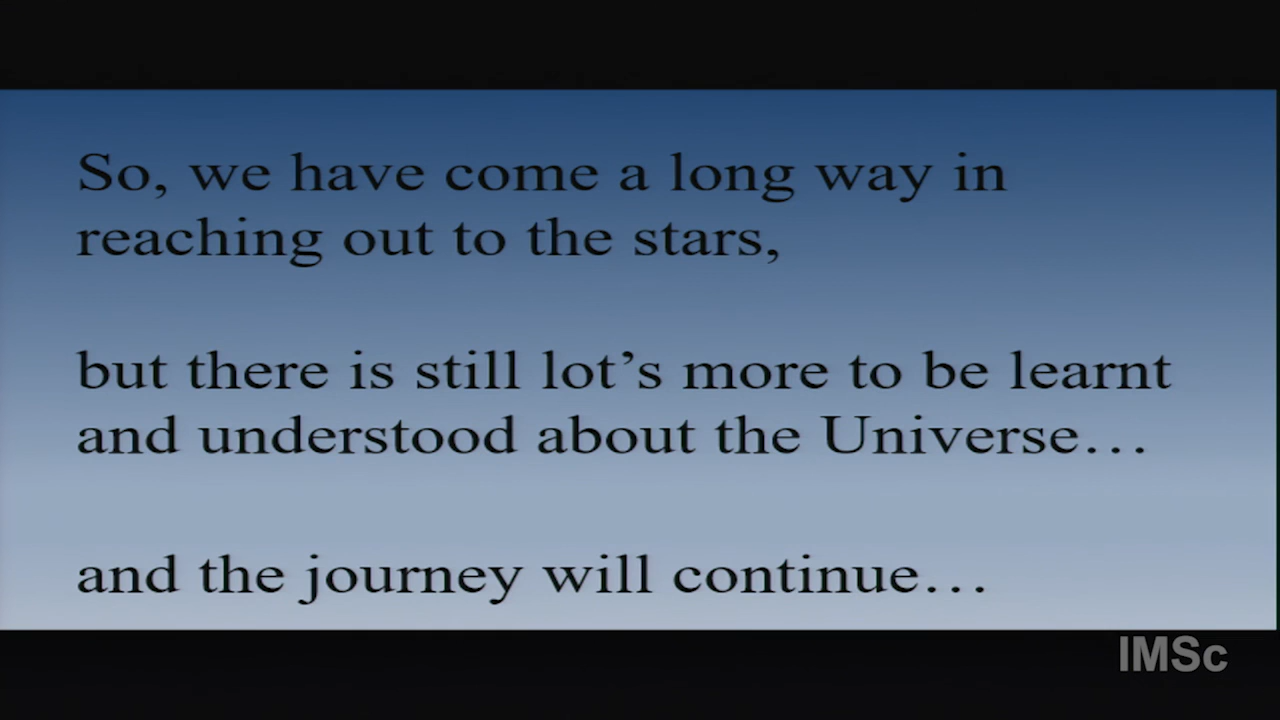 So, we have come a long way in
reaching out to the stars,
but there is still lot’s more to be learnt
and understood about the Universe…
and the journey will continue…
IMSc